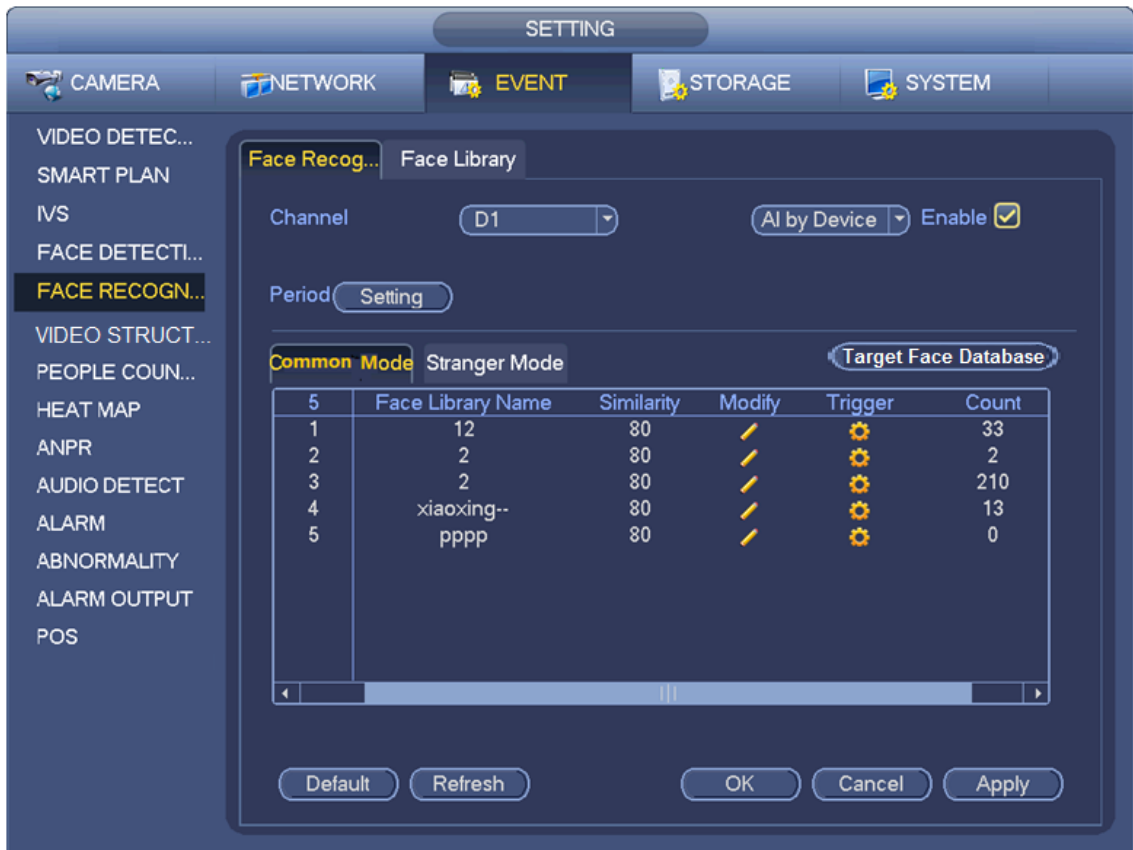 SETTING
CAMERA NETWORK EVENT STORAGE SYSTEM
VIDEO DETEC...
SMART PLAN
IVS
FACE DETECTI...
FACE RECOGN...
VIDEO STRUCT...
PEOPLE COUN...
HEAT MAP
ANPR
AUDIO DETECT
ALARM
ABNORMALITY
ALARM OUTPUT
POS
Face Recog... Face Library
Channel D1 AI by Device Enable
Period Setting
Common Mode Stranger Mode Target Face Database
5 Face Library Name Similarity Modify Trigger Count
1 12 80 33
2 2 80 2
3 2 80 210
4 xiaoxing-- 80 13
5 pppp 80 0
Default Refresh OK Cancel Apply